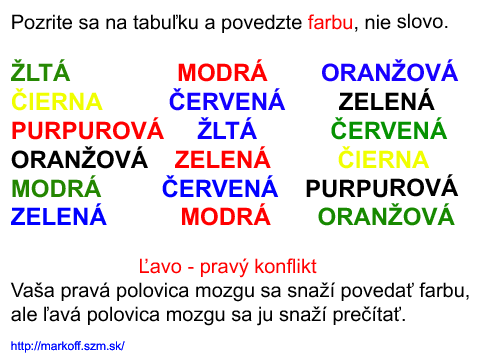 Pozrite sa na tabuľku a povedzte farbu, nie slovo.
ŽLTÁ MODRÁ ORANŽOVÁ
ČIERNA ČERVENÁ ZELENÁ
PURPUROVÁ ŽLTÁ ČERVENÁ
ORANŽOVÁ ZELENÁ ČIERNA
MODRÁ ČERVENÁ PURPUROVÁ
ZELENÁ MODRÁ ORANŽOVÁ
Ľavo - pravý konflikt
Vaša pravá polovica mozgu sa snaží povedať farbu,
ale ľavá polovica mozgu sa ju snaží prečítať.
http://markoff.szm.sk/